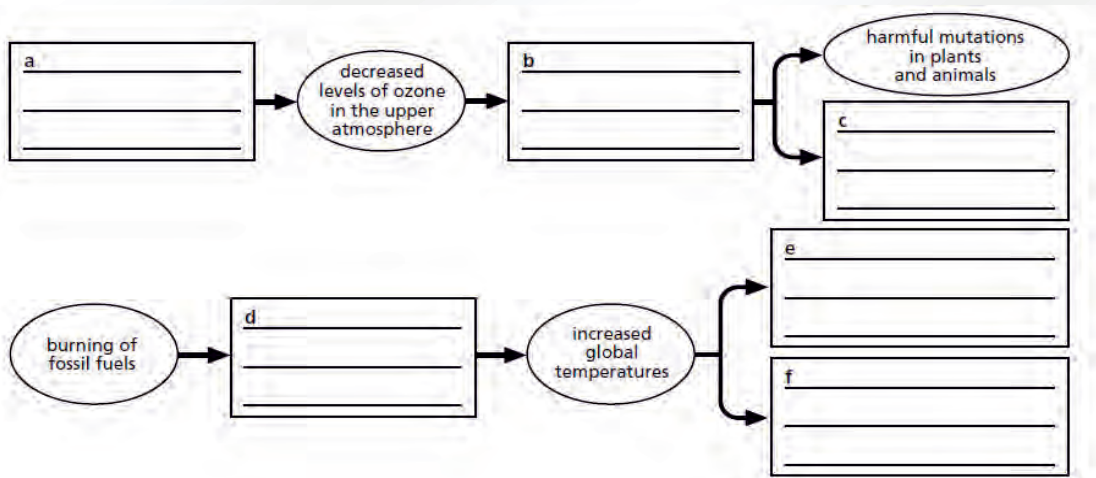 a
decreased
levels of ozone
in the upper
atmosphere
b
harmful mutations
in plants
and animals
c
burning of
fossil fuels
d
increased
global
temperatures
e
f